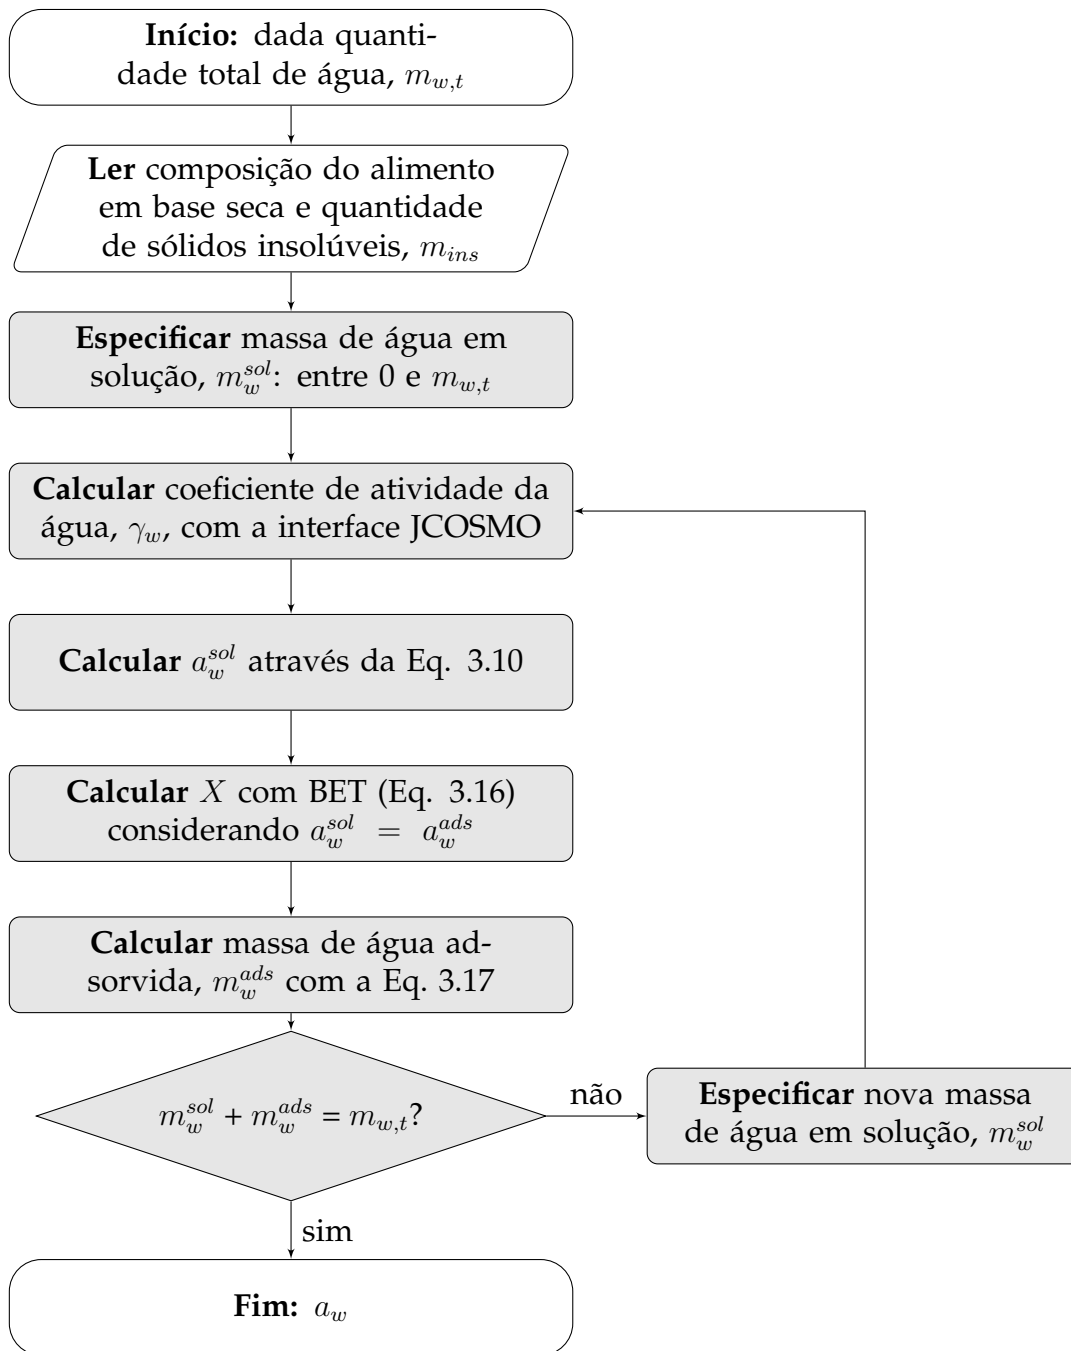 Início: dada quanti-
dade total de água, m_{w,t}
Ler composição do alimento
em base seca e quantidade
de sólidos insolúveis, m_{ins}
Especificar massa de água em
solução, m_w^{sol}: entre 0 e m_{w,t}
Calcular coeficiente de atividade da
água, γ_w, com a interface JCOSMO
Calcular a_w^{sol} através da Eq. 3.10
Calcular X com BET (Eq. 3.16)
considerando a_w^{sol} = a_w^{ads}
Calcular massa de água ad-
sorvida, m_w^{ads} com a Eq. 3.17
m_w^{sol} + m_w^{ads} = m_{w,t}?
não
Especificar nova massa
de água em solução, m_w^{sol}
sim
Fim: a_w